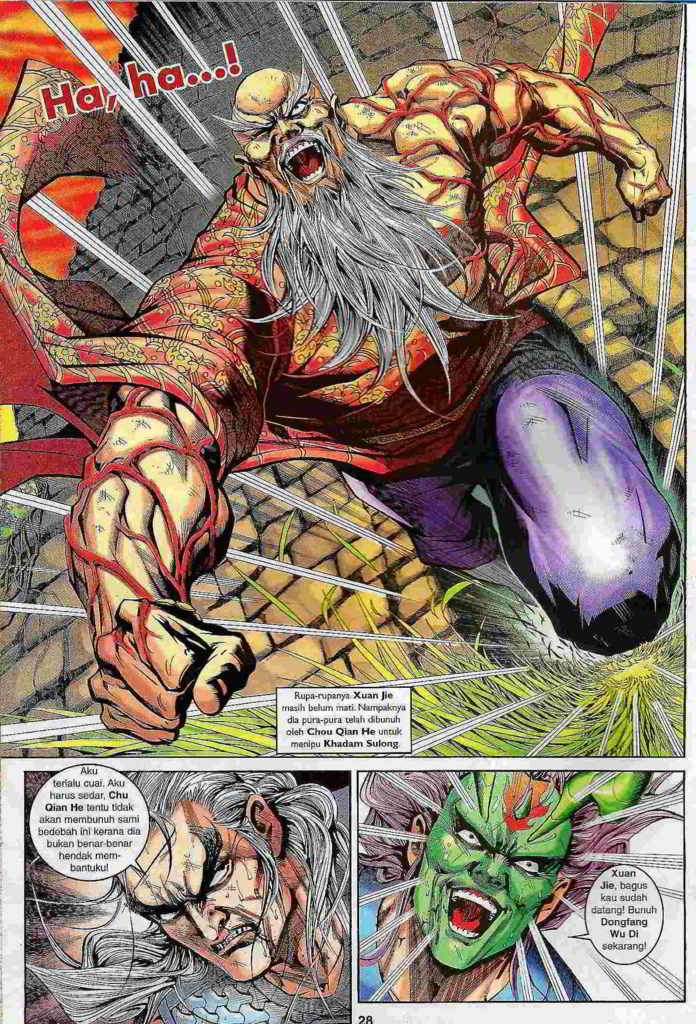 Ha, ha...!
Rupa-rupanya Xuan Jie
masih belum mati. Nampaknya
dia pura-pura telah dibunuh
oleh Chou Qian He untuk
menipu Khadam Sulong.
Aku
terlalu cuai. Aku
harus sedar, Chu
Qian He tentu tidak
akan membunuh sami
bedebah ini kerana dia
bukan benar-benar
hendak mem-
bantuku!
Xuan
Jie, bagus
kau sudah
datang! Bunuh
Dongfang
Wu Di
sekarang!
28